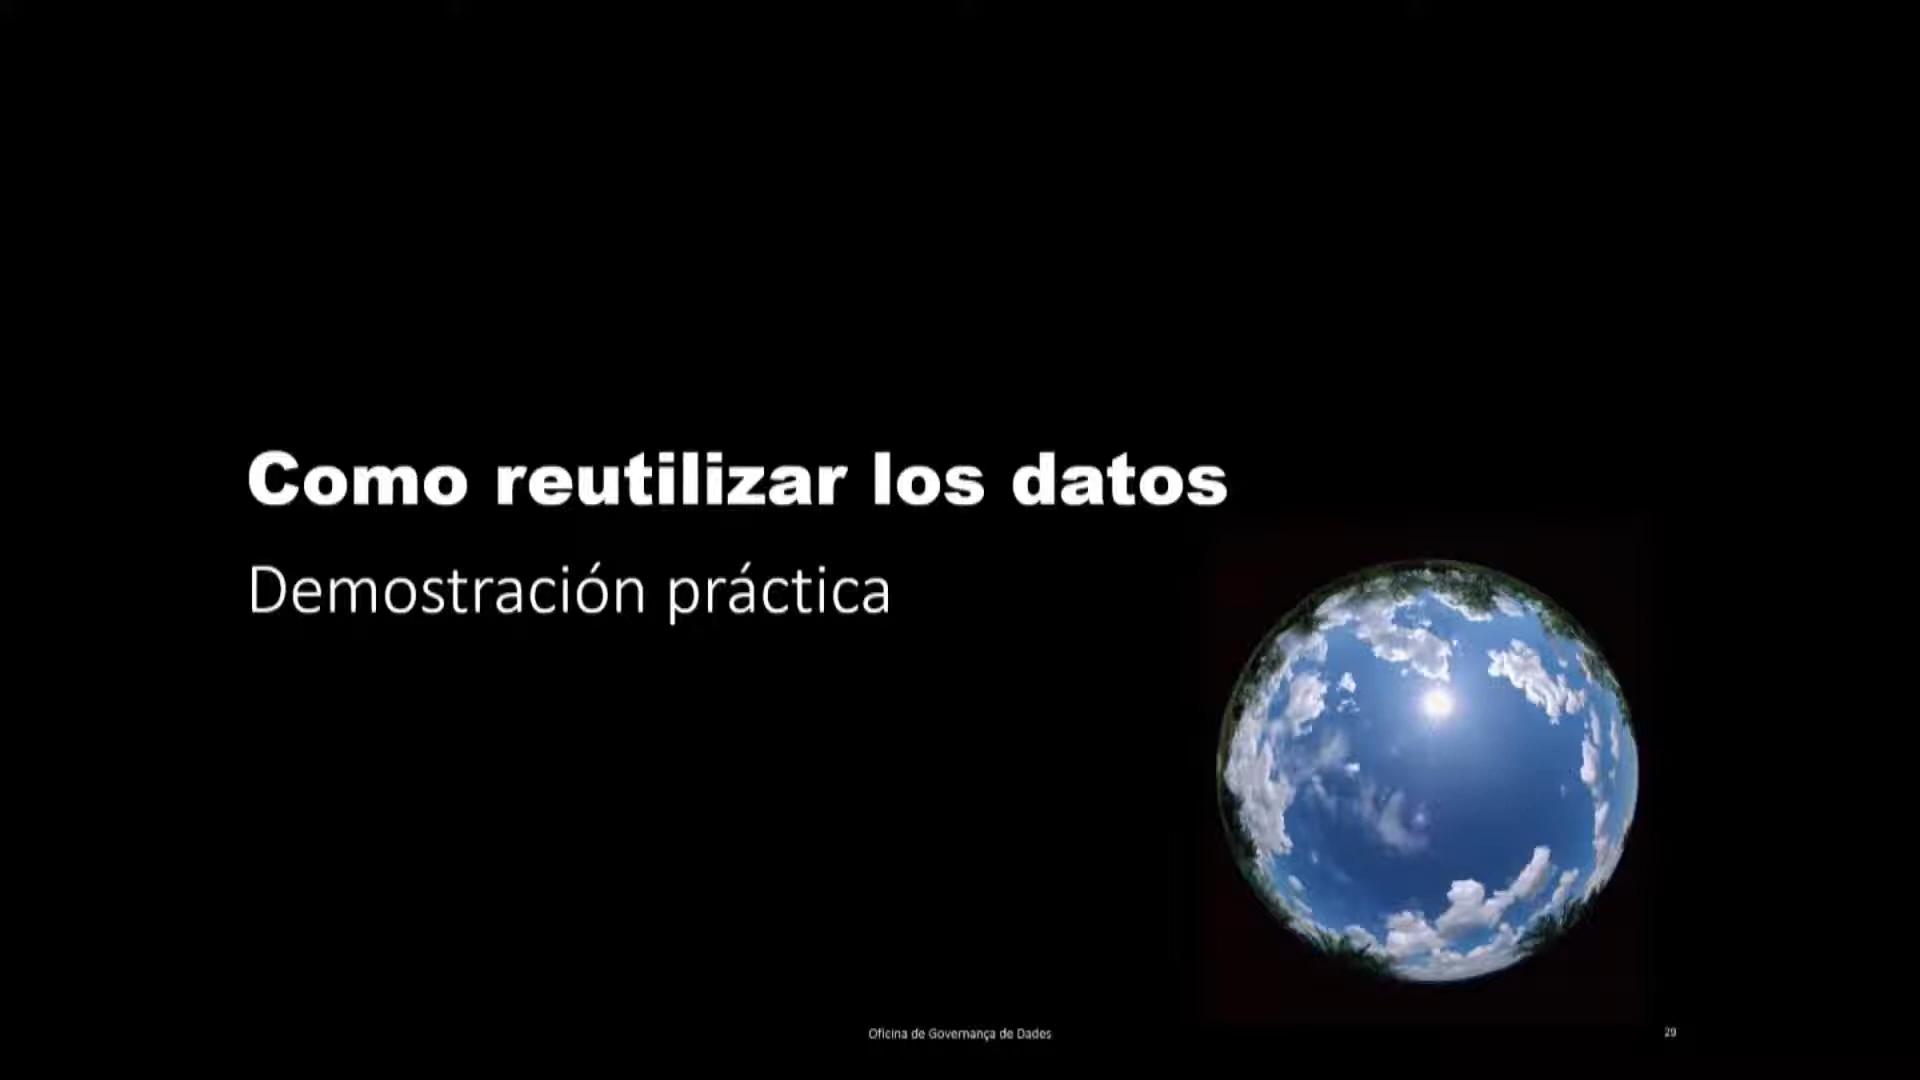 Como reutilizar los datos
Demostración práctica
Oficina de Governança de Dades
29